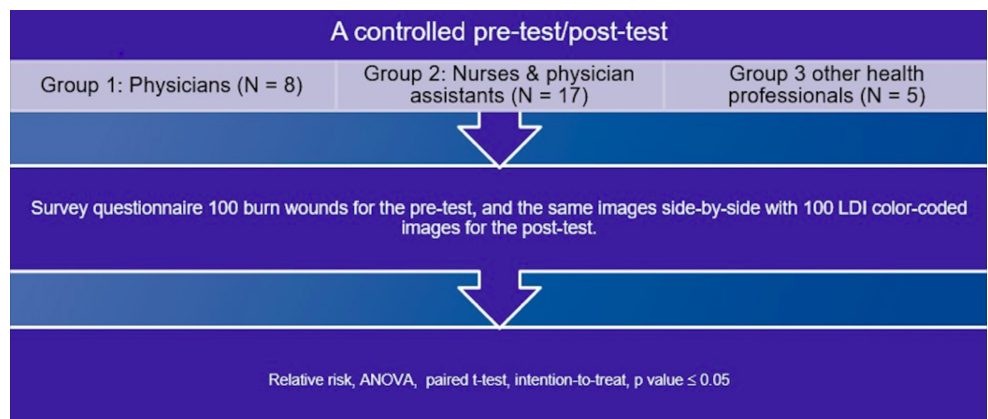 A controlled pre-test/post-test
Group 1: Physicians (N = 8)
Group 2: Nurses & physician
assistants (N = 17)
Group 3 other health
professionals (N = 5)
Survey questionnaire 100 burn wounds for the pre-test, and the same images side-by-side with 100 LDI color-coded
images for the post-test.
Relative risk, ANOVA, paired t-test, intention-to-treat, p value ≤ 0.05